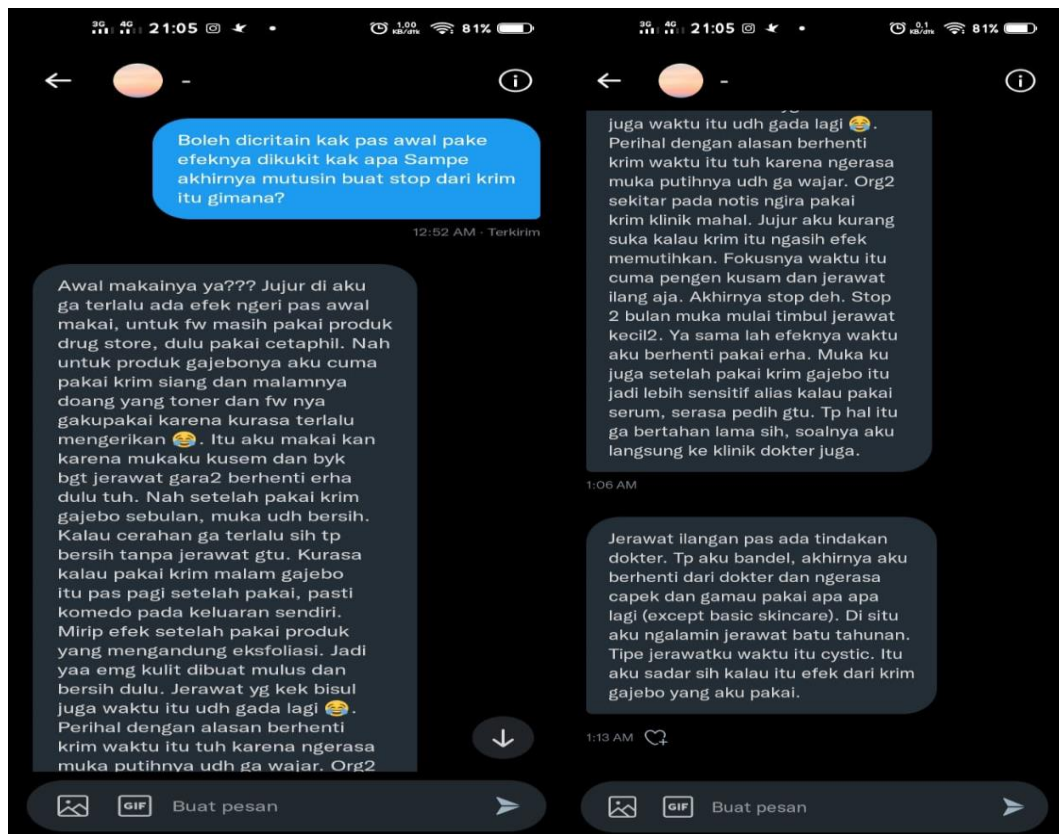 3G 4G 21:05 1,00 KB/dtk 81%
-
Boleh dicritain kak pas awal pake
efeknya dikukit kak apa Sampe
akhirnya mutusin buat stop dari krim
itu gimana?
12:52 AM · Terkirim
Awal makainya ya??? Jujur di aku
ga terlalu ada efek ngeri pas awal
makai, untuk fw masih pakai produk
drug store, dulu pakai cetaphil. Nah
untuk produk gajebonya aku cuma
pakai krim siang dan malamnya
doang yang toner dan fw nya
gakupakai karena kurasa terlalu
mengerikan 😂. Itu aku makai kan
karena mukaku kusem dan byk
bgt jerawat gara2 berhenti erha
dulu tuh. Nah setelah pakai krim
gajebo sebulan, muka udh bersih.
Kalau cerahan ga terlalu sih tp
bersih tanpa jerawat gtu. Kurasa
kalau pakai krim malam gajebo
itu pas pagi setelah pakai, pasti
komedo pada keluaran sendiri.
Mirip efek setelah pakai produk
yang mengandung eksfoliasi. Jadi
yaa emg kulit dibuat mulus dan
bersih dulu. Jerawat yg kek bisul
juga waktu itu udh gada lagi 😂.
Perihal dengan alasan berhenti
krim waktu itu tuh karena ngerasa
muka putihnya udh ga wajar. Org2
GIF Buat pesan
3G 4G 21:05 0,1 KB/dtk 81%
-
juga waktu itu udh gada lagi 😂.
Perihal dengan alasan berhenti
krim waktu itu tuh karena ngerasa
muka putihnya udh ga wajar. Org2
sekitar pada notis ngira pakai
krim klinik mahal. Jujur aku kurang
suka kalau krim itu ngasih efek
memutihkan. Fokusnya waktu itu
cuma pengen kusam dan jerawat
ilang aja. Akhirnya stop deh. Stop
2 bulan muka mulai timbul jerawat
kecil2. Ya sama lah efeknya waktu
aku berhenti pakai erha. Muka ku
juga setelah pakai krim gajebo itu
jadi lebih sensitif alias kalau pakai
serum, serasa pedih gtu. Tp hal itu
ga bertahan lama sih, soalnya aku
langsung ke klinik dokter juga.
1:06 AM
Jerawat ilangan pas ada tindakan
dokter. Tp aku bandel, akhirnya aku
berhenti dari dokter dan ngerasa
capek dan gamau pakai apa apa
lagi (except basic skincare). Di situ
aku ngalamin jerawat batu tahunan.
Tipe jerawatku waktu itu cystic. Itu
aku sadar sih kalau itu efek dari krim
gajebo yang aku pakai.
1:13 AM
GIF Buat pesan